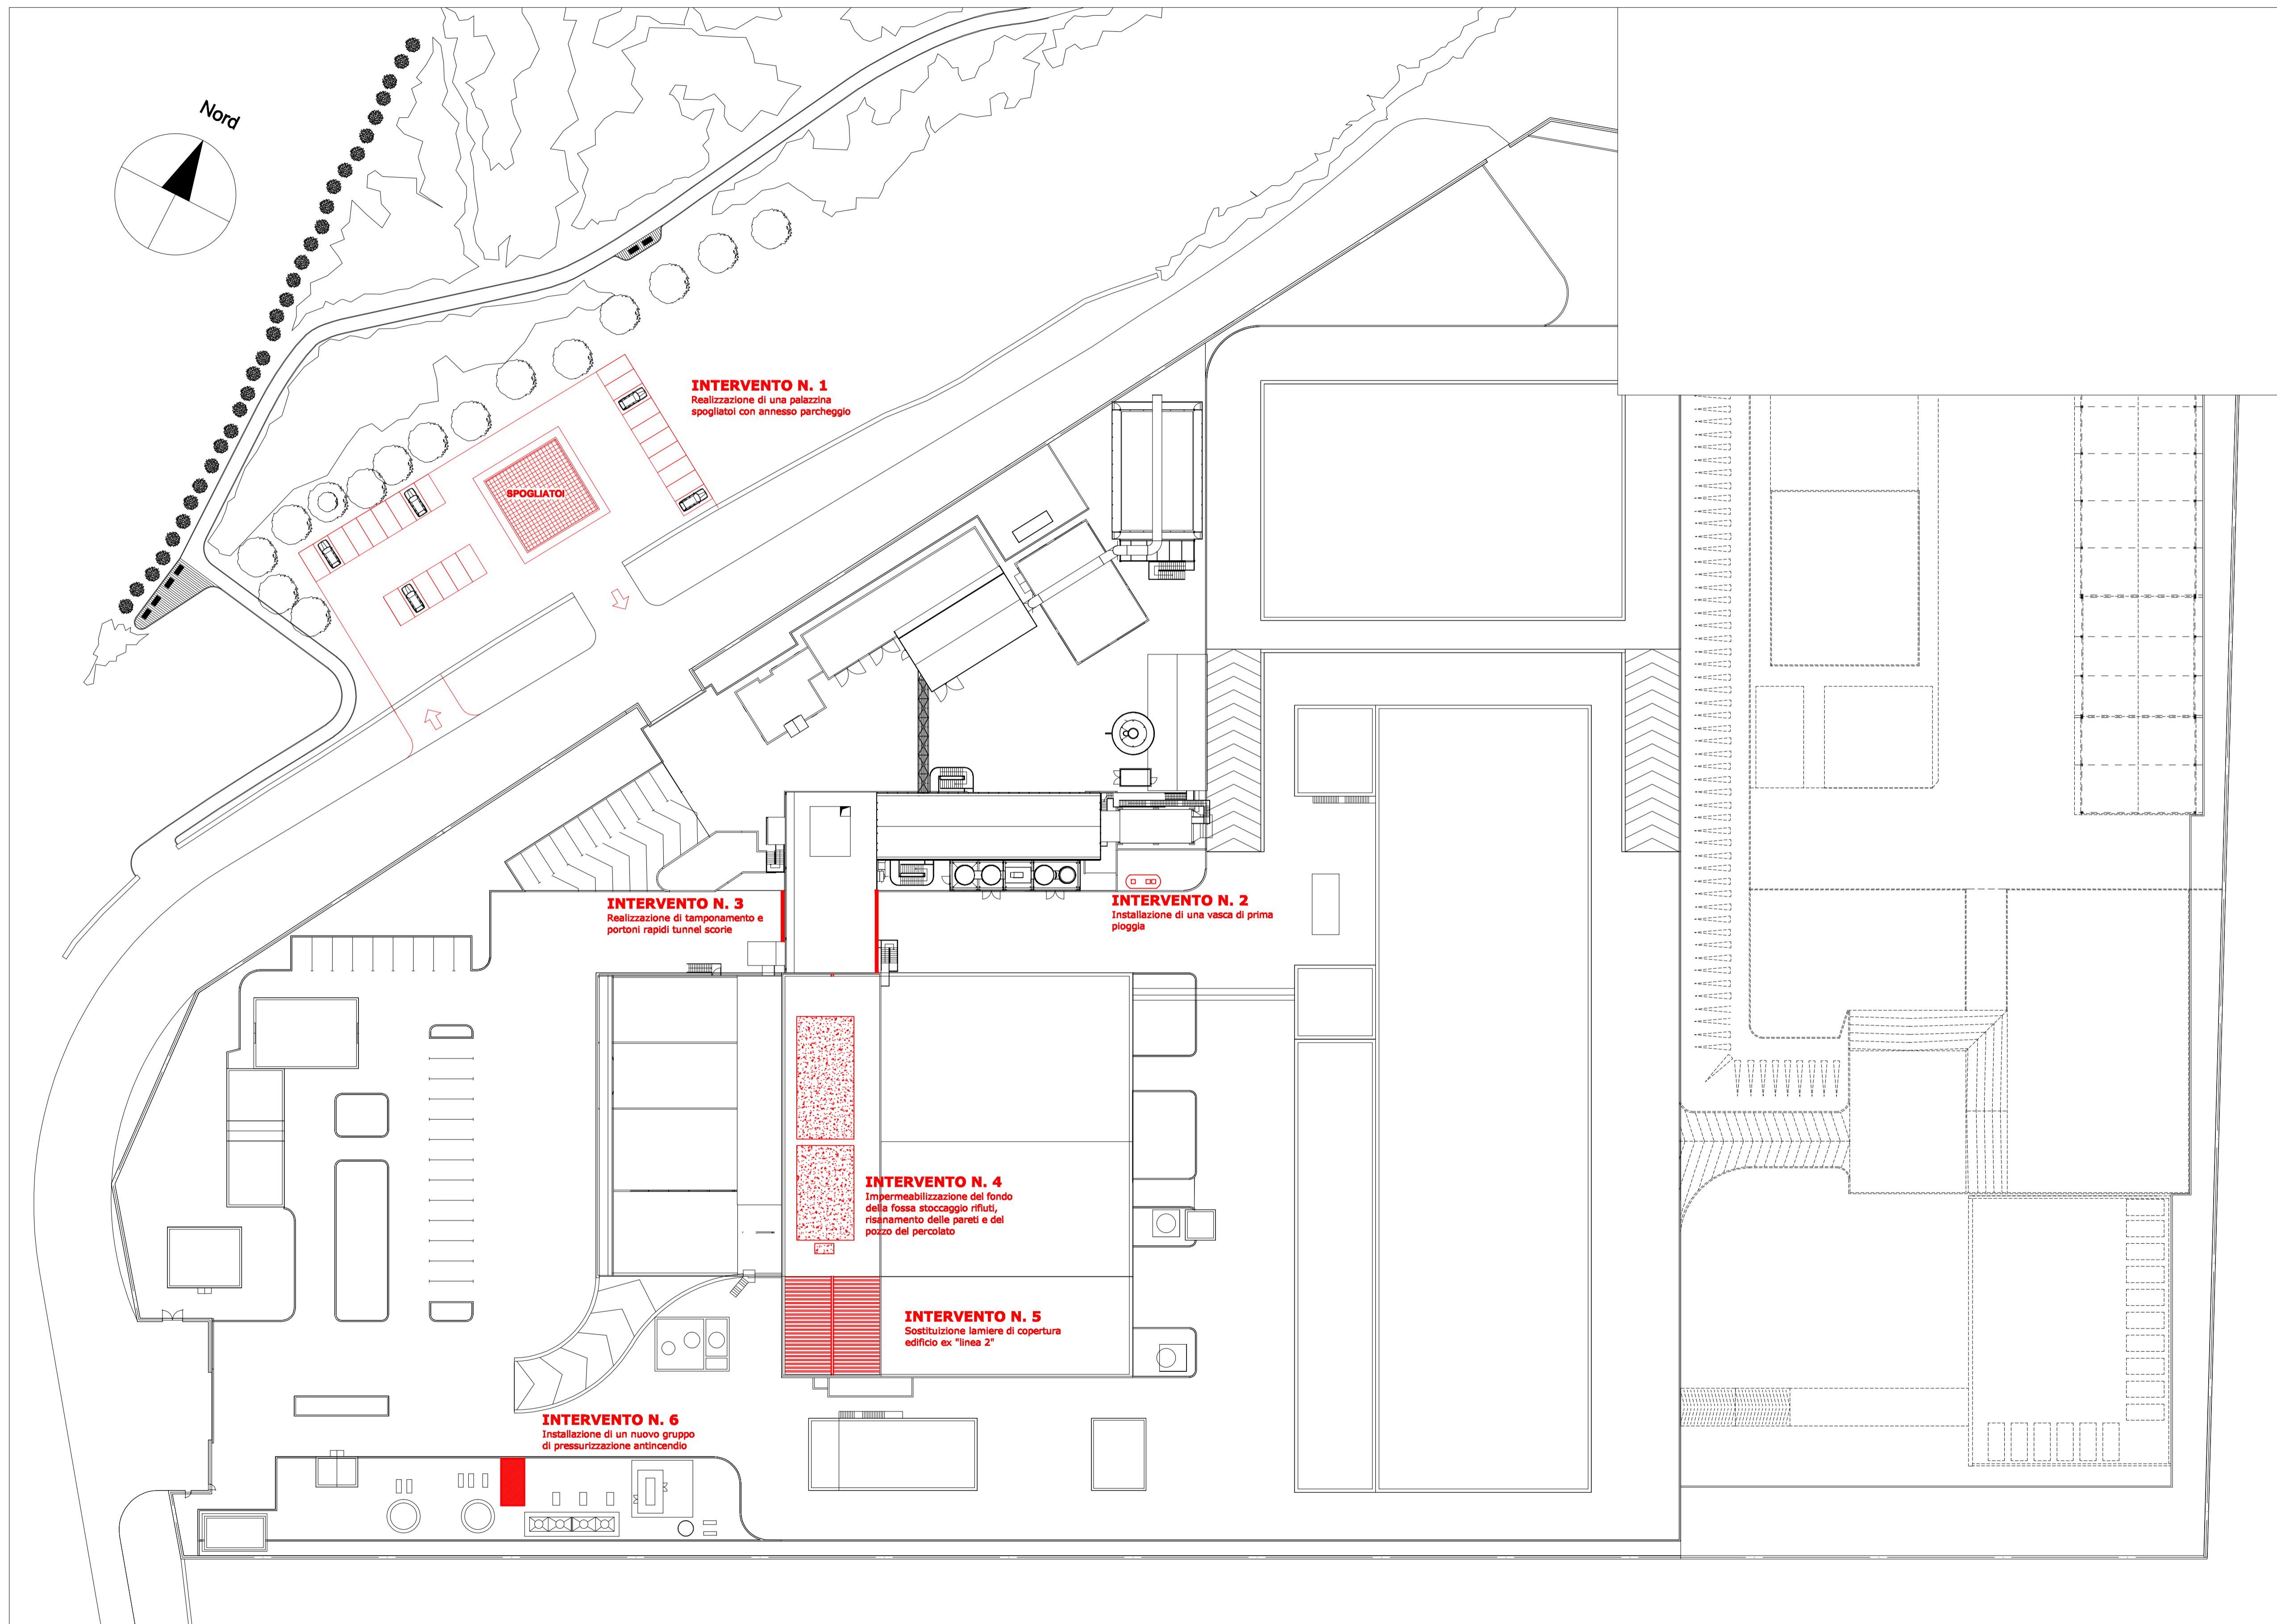 Nord
INTERVENTO N. 1
Realizzazione di una palazzina
spogliatoi con annesso parcheggio
SPOGLIATOI
INTERVENTO N. 3
Realizzazione di tamponamento e
portoni rapidi tunnel scorie
INTERVENTO N. 2
Installazione di una vasca di prima
pioggia
INTERVENTO N. 4
Impermeabilizzazione del fondo
della fossa stoccaggio rifiuti,
risanamento delle pareti e del
pozzo del percolato
INTERVENTO N. 5
Sostituizione lamiere di copertura
edificio ex "linea 2"
INTERVENTO N. 6
Installazione di un nuovo gruppo
di pressurizzazione antincendio